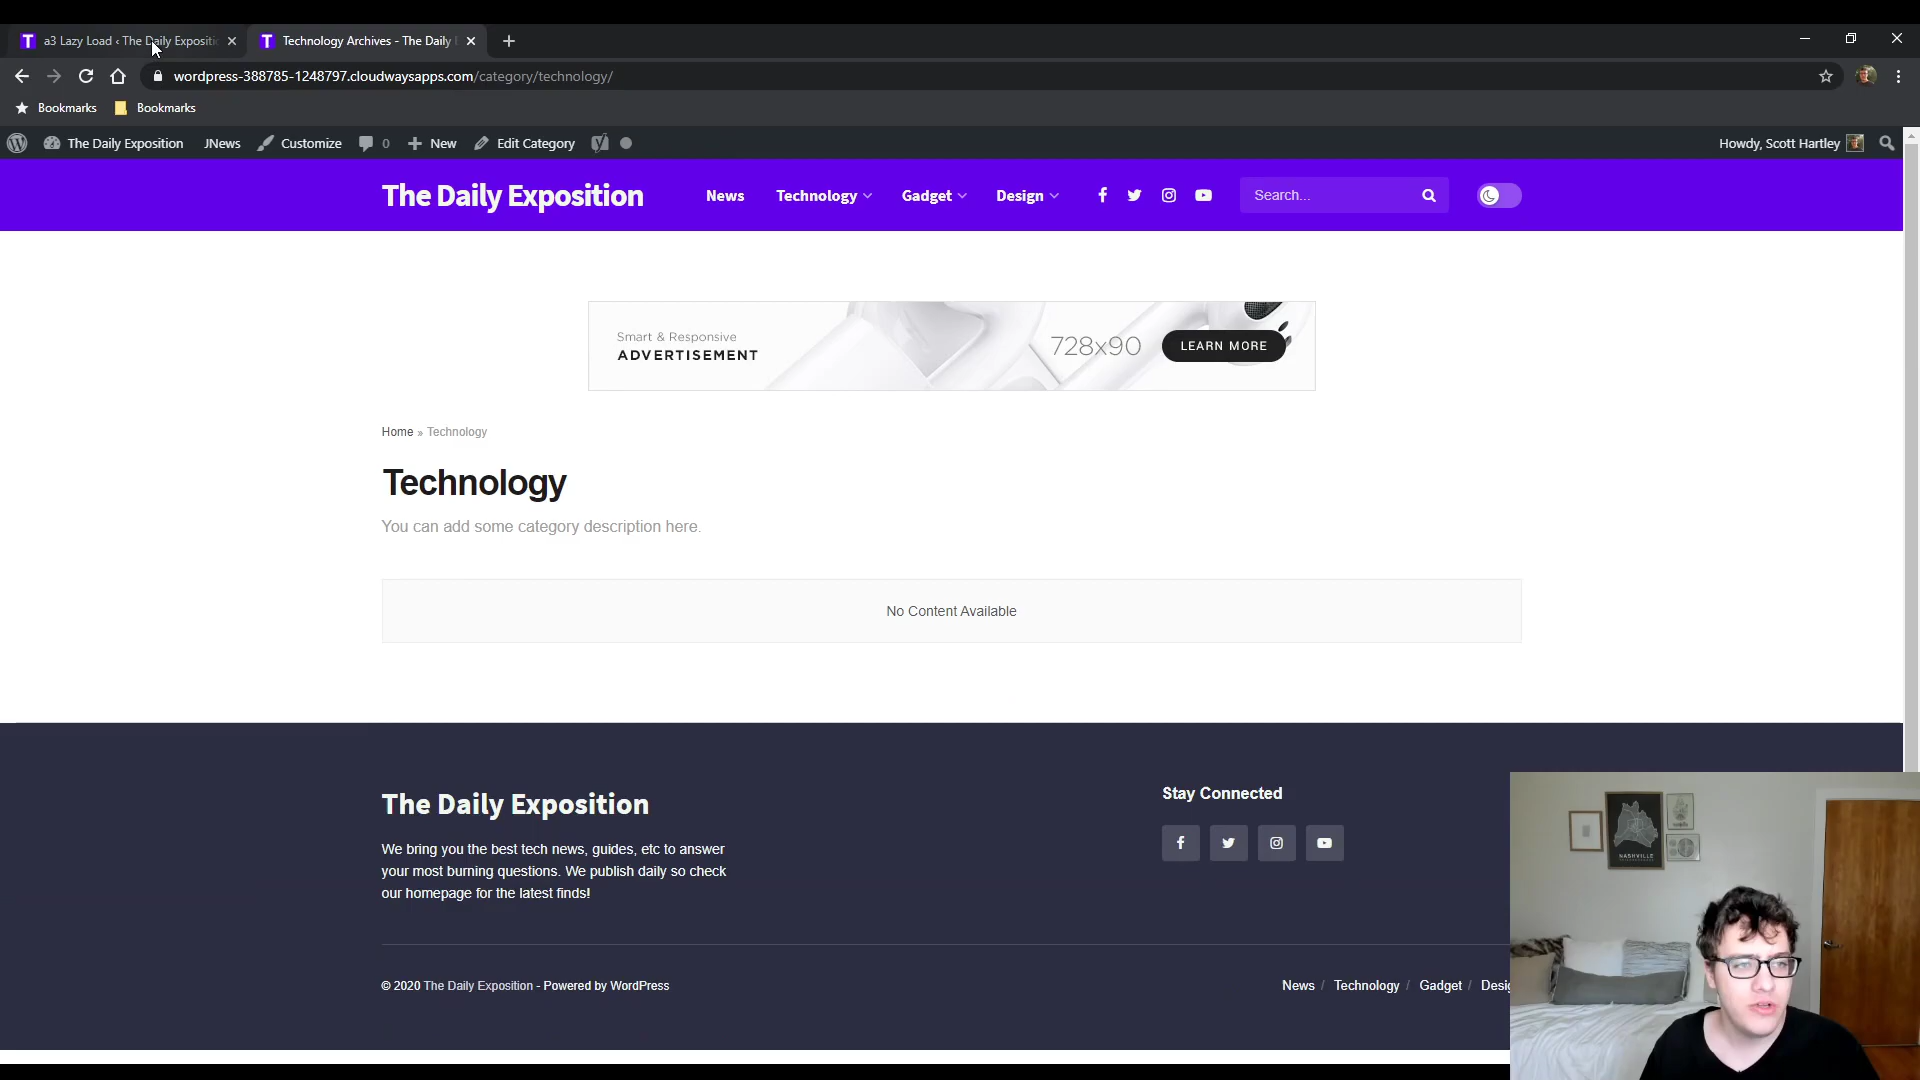 a3 Lazy Load ‹ The Daily Expositi
Technology Archives - The Daily
wordpress-388785-1248797.cloudwaysapps.com/category/technology/
Bookmarks
Bookmarks
The Daily Exposition
JNews
Customize
0
New
Edit Category
Howdy, Scott Hartley
The Daily Exposition
News
Technology
Gadget
Design
Search...
Smart & Responsive
ADVERTISEMENT
728x90
LEARN MORE
Home » Technology
Technology
You can add some category description here.
No Content Available
The Daily Exposition
We bring you the best tech news, guides, etc to answer
your most burning questions. We publish daily so check
our homepage for the latest finds!
Stay Connected
© 2020 The Daily Exposition - Powered by WordPress
News / Technology / Gadget / Desig
NASHVILLE